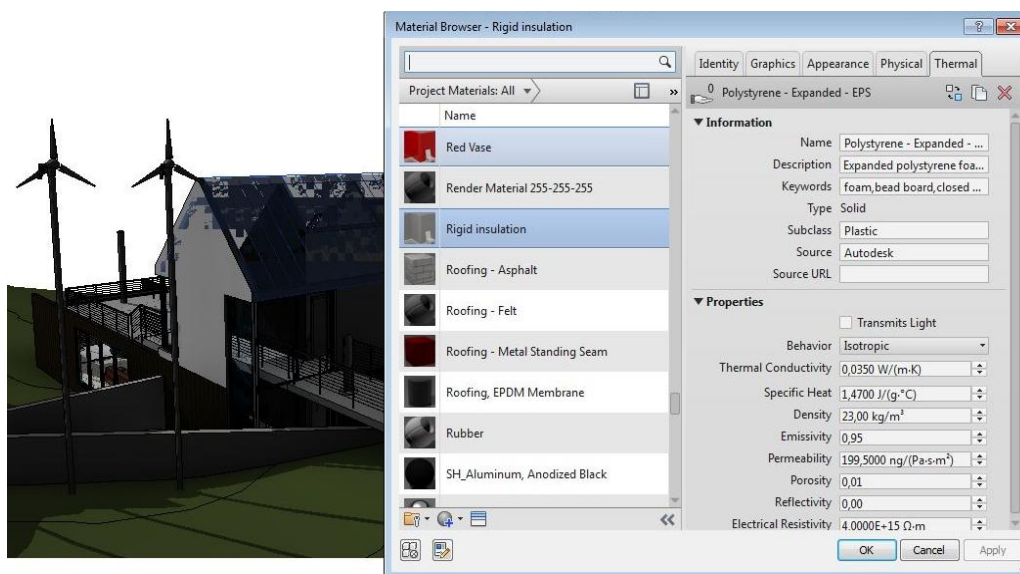 Material Browser - Rigid insulation
Identity Graphics Appearance Physical Thermal
Project Materials: All
0 Polystyrene - Expanded - EPS
Name
Red Vase
Render Material 255-255-255
Rigid insulation
Roofing - Asphalt
Roofing - Felt
Roofing - Metal Standing Seam
Roofing, EPDM Membrane
Rubber
SH_Aluminum, Anodized Black
Information
Name Polystyrene - Expanded - ...
Description Expanded polystyrene foa...
Keywords foam,bead board,closed ...
Type Solid
Subclass Plastic
Source Autodesk
Source URL
Properties
Transmits Light
Behavior Isotropic
Thermal Conductivity 0,0350 W/(m·K)
Specific Heat 1,4700 J/(g·°C)
Density 23,00 kg/m³
Emissivity 0,95
Permeability 199,5000 ng/(Pa·s·m²)
Porosity 0,01
Reflectivity 0,00
Electrical Resistivity 4.0000E+15 Ω·m
OK Cancel Apply